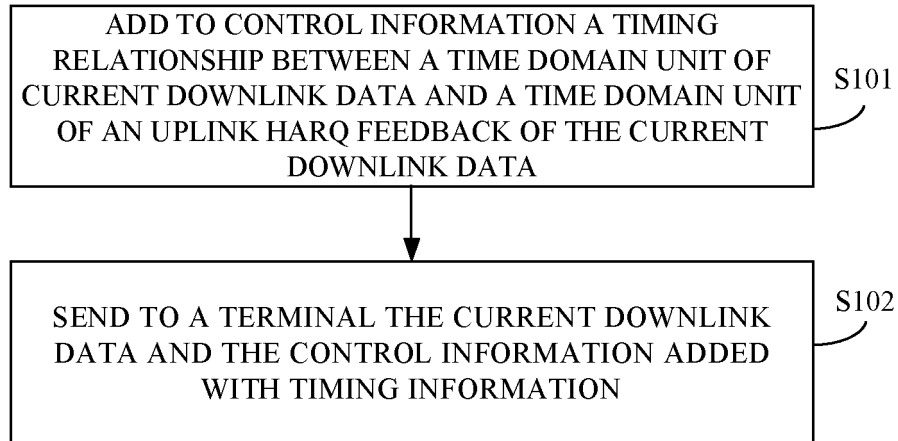 ADD TO CONTROL INFORMATION A TIMING
RELATIONSHIP BETWEEN A TIME DOMAIN UNIT OF
CURRENT DOWNLINK DATA AND A TIME DOMAIN UNIT
OF AN UPLINK HARQ FEEDBACK OF THE CURRENT
DOWNLINK DATA
S101
SEND TO A TERMINAL THE CURRENT DOWNLINK
DATA AND THE CONTROL INFORMATION ADDED
WITH TIMING INFORMATION
S102